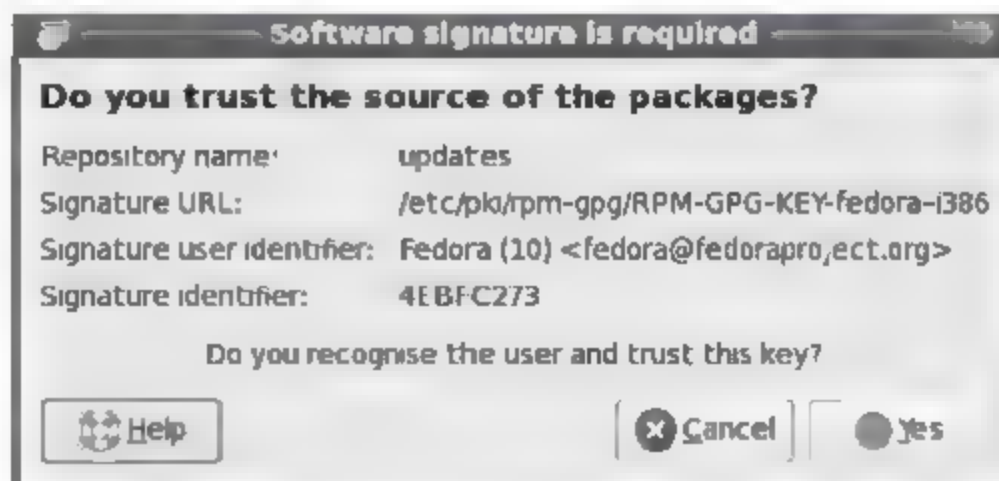 Software signature is required
Do you trust the source of the packages?
Repository name: updates
Signature URL: /etc/pki/rpm-gpg/RPM-GPG-KEY-fedora-i386
Signature user identifier: Fedora (10) <fedora@fedoraproject.org>
Signature identifier: 4EBFC273
Do you recognise the user and trust this key?
Help Cancel Yes